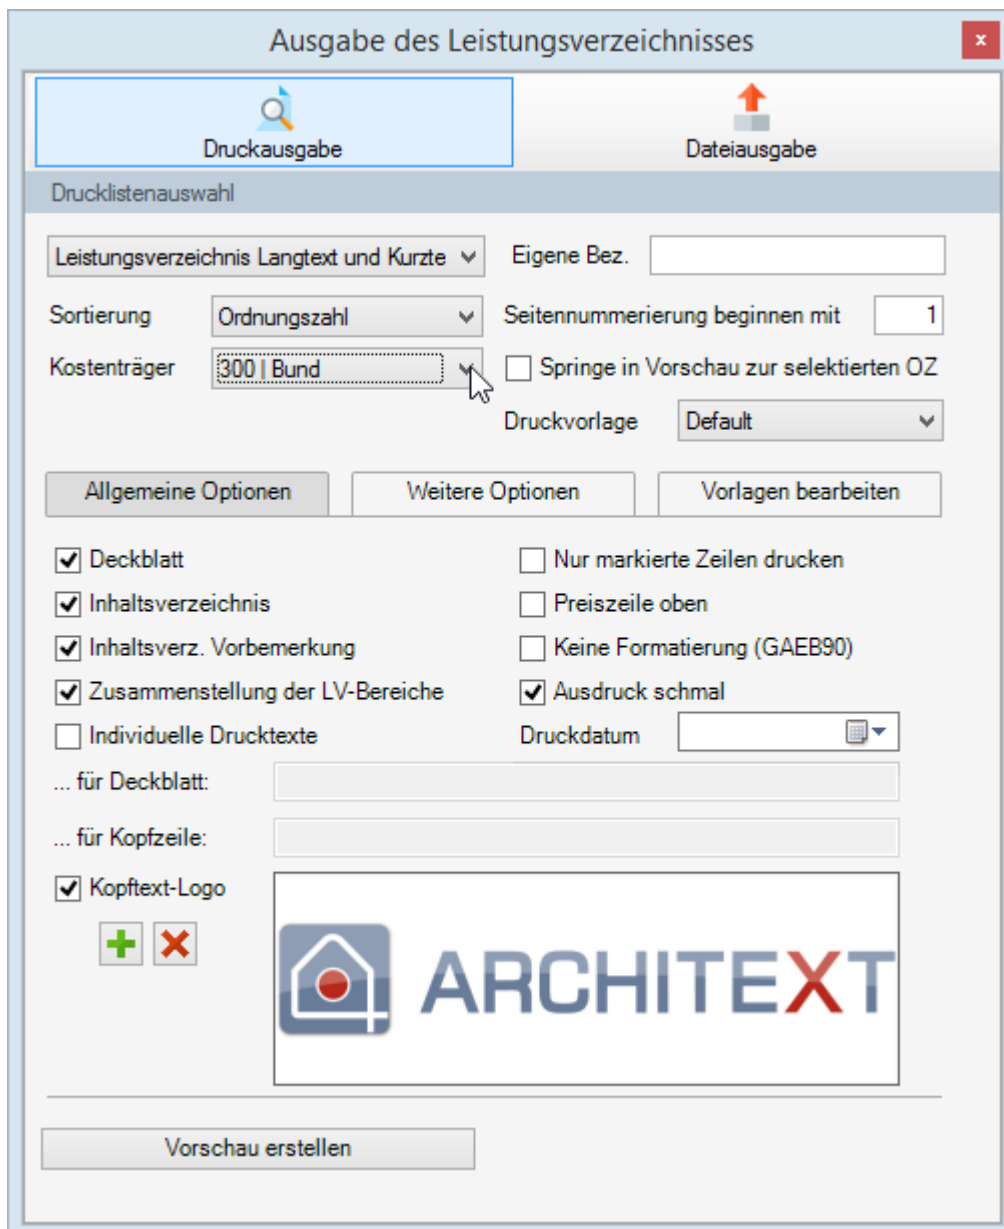 Ausgabe des Leistungsverzeichnisses
x
Druckausgabe
Dateiausgabe
Drucklistenauswahl
Leistungsverzeichnis Langtext und Kurzte
Eigene Bez.
Sortierung
Ordnungszahl
Seitennummerierung beginnen mit
1
Kostenträger
300 | Bund
Springe in Vorschau zur selektierten OZ
Druckvorlage
Default
Allgemeine Optionen
Weitere Optionen
Vorlagen bearbeiten
Deckblatt
Nur markierte Zeilen drucken
Inhaltsverzeichnis
Preiszeile oben
Inhaltsverz. Vorbemerkung
Keine Formatierung (GAEB90)
Zusammenstellung der LV-Bereiche
Ausdruck schmal
Individuelle Drucktexte
Druckdatum
... für Deckblatt:
... für Kopfzeile:
Kopftext-Logo
ARCHITEXT
Vorschau erstellen